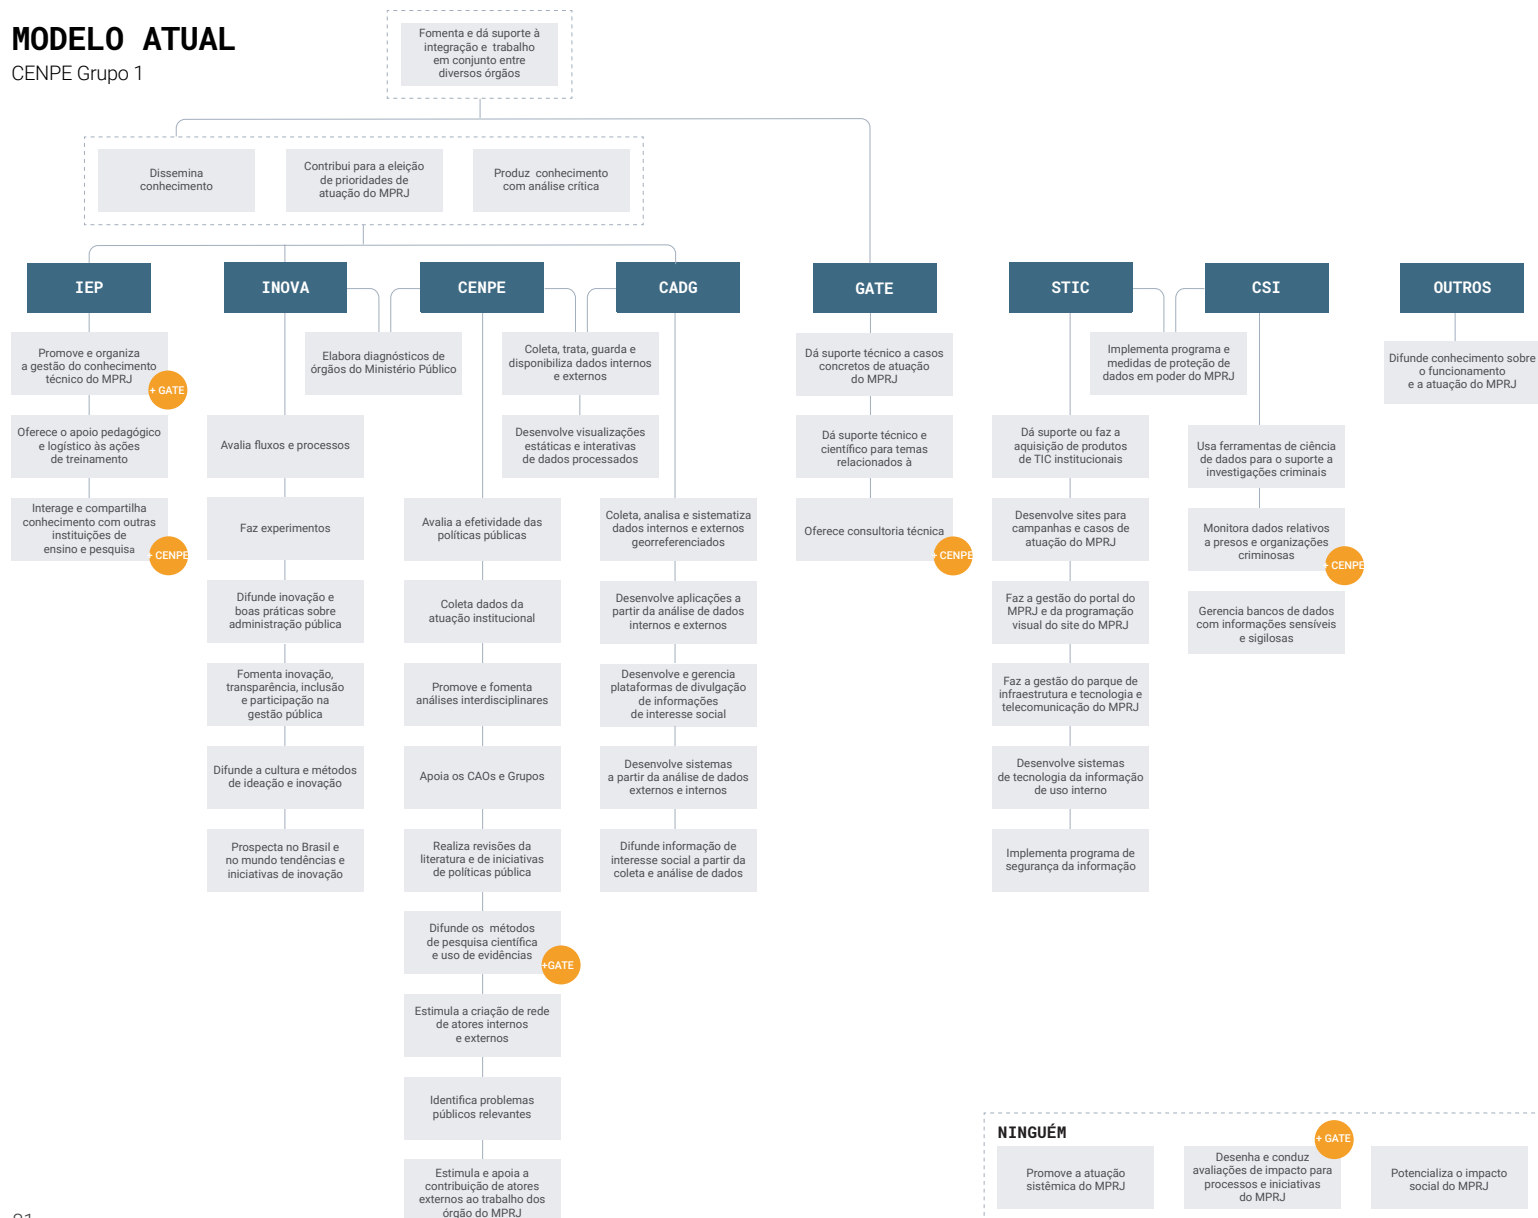 MODELO ATUAL
CENPE Grupo 1
Fomenta e dá suporte à
integração e trabalho
em conjunto entre
diversos órgãos
Dissemina
conhecimento
Contribui para a eleição
de prioridades de
atuação do MPRJ
Produz conhecimento
com análise crítica
IEP
INOVA
CENPE
CADG
GATE
STIC
CSI
OUTROS
Promove e organiza
a gestão do conhecimento
técnico do MPRJ
+ GATE
Oferece o apoio pedagógico
e logístico às ações
de treinamento
Interage e compartilha
conhecimento com outras
instituições de
ensino e pesquisa
+ CENPE
Elabora diagnósticos de
órgãos do Ministério Público
Avalia fluxos e processos
Faz experimentos
Difunde inovação e
boas práticas sobre
administração pública
Fomenta inovação,
transparência, inclusão
e participação na
gestão pública
Difunde a cultura e métodos
de ideação e inovação
Prospecta no Brasil e
no mundo tendências e
iniciativas de inovação
Coleta, trata, guarda e
disponibiliza dados internos
e externos
Desenvolve visualizações
estáticas e interativas
de dados processados
Avalia a efetividade das
políticas públicas
Coleta dados da
atuação institucional
Promove e fomenta
análises interdisciplinares
Apoia os CAOs e Grupos
Realiza revisões da
literatura e de iniciativas
de políticas pública
Difunde os métodos
de pesquisa científica
e uso de evidências
+GATE
Estimula a criação de rede
de atores internos
e externos
Identifica problemas
públicos relevantes
Estimula e apoia a
contribuição de atores
externos ao trabalho dos
órgão do MPRJ
Coleta, analisa e sistematiza
dados internos e externos
georreferenciados
Desenvolve aplicações a
partir da análise de dados
internos e externos
Desenvolve e gerencia
plataformas de divulgação
de informações
de interesse social
Desenvolve sistemas
a partir da análise de dados
externos e internos
Difunde informação de
interesse social a partir da
coleta e análise de dados
Dá suporte técnico a casos
concretos de atuação
do MPRJ
Dá suporte técnico e
científico para temas
relacionados à
Oferece consultoria técnica
+ CENPE
Implementa programa e
medidas de proteção de
dados em poder do MPRJ
Dá suporte ou faz a
aquisição de produtos
de TIC institucionais
Desenvolve sites para
campanhas e casos de
atuação do MPRJ
Faz a gestão do portal do
MPRJ e da programação
visual do site do MPRJ
Faz a gestão do parque de
infraestrutura e tecnologia e
telecomunicação do MPRJ
Desenvolve sistemas
de tecnologia da informação
de uso interno
Implementa programa de
segurança da informação
Usa ferramentas de ciência
de dados para o suporte a
investigações criminais
Monitora dados relativos
a presos e organizações
criminosas
+ CENPE
Gerencia bancos de dados
com informações sensíveis
e sigilosas
Difunde conhecimento sobre
o funcionamento
e a atuação do MPRJ
NINGUÉM
Promove a atuação
sistêmica do MPRJ
+ GATE
Desenha e conduz
avaliações de impacto para
processos e iniciativas
do MPRJ
Potencializa o impacto
social do MPRJ